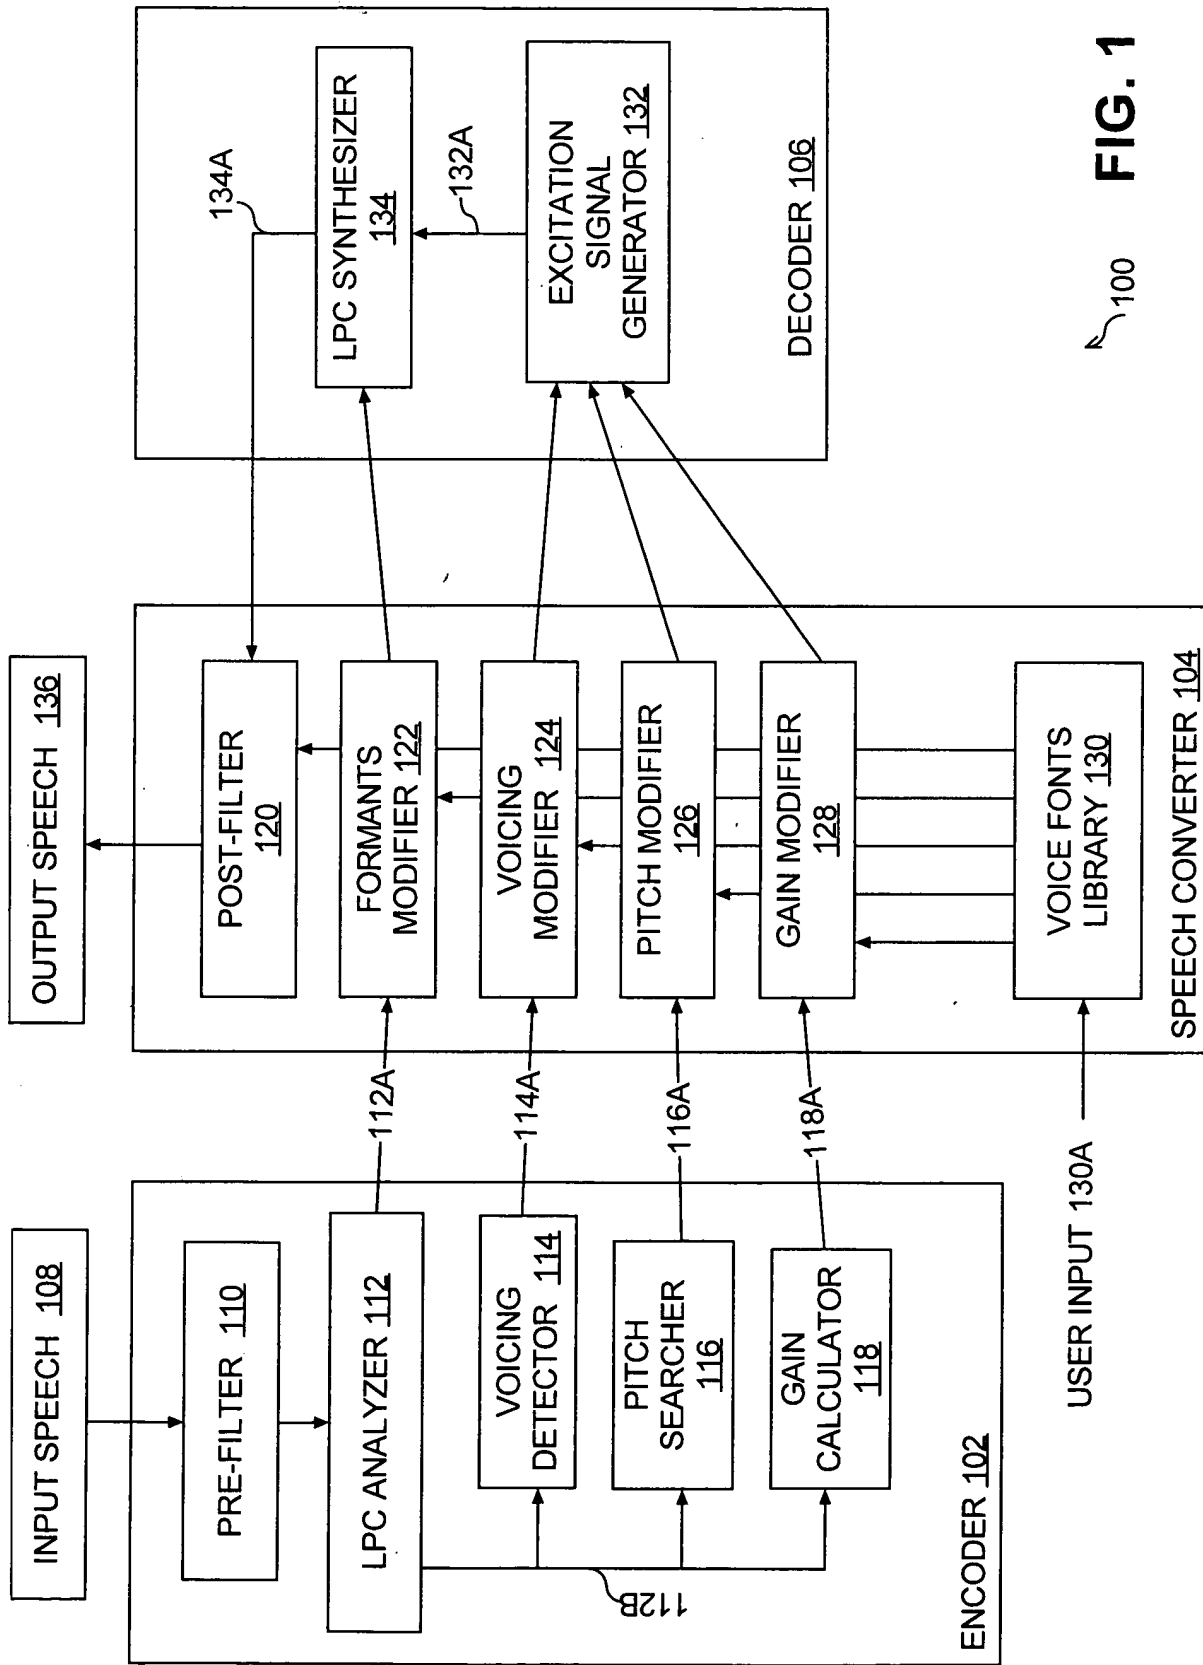 INPUT SPEECH 108
PRE-FILTER 110
LPC ANALYZER 112
112B
VOICING
DETECTOR 114
PITCH
SEARCHER
116
GAIN
CALCULATOR
118
ENCODER 102
112A
114A
116A
118A
USER INPUT 130A
OUTPUT SPEECH 136
POST-FILTER
120
FORMANTS
MODIFIER 122
VOICING
MODIFIER 124
PITCH MODIFIER
126
GAIN MODIFIER
128
VOICE FONTS
LIBRARY 130
SPEECH CONVERTER 104
134A
LPC SYNTHESIZER
134
132A
EXCITATION
SIGNAL
GENERATOR 132
DECODER 106
100
FIG. 1